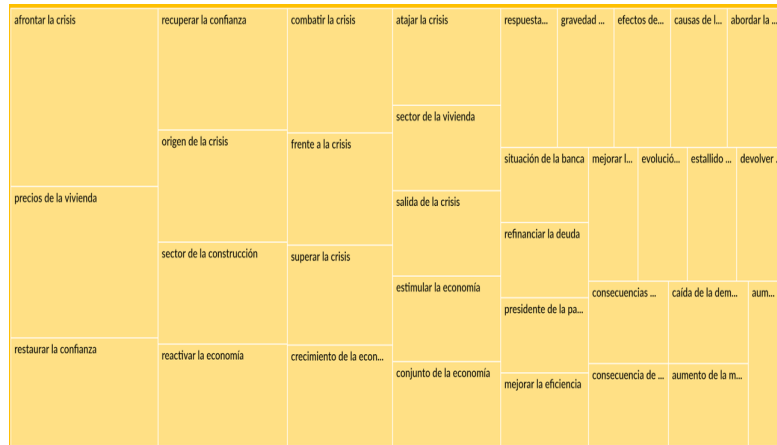 afrontar la crisis
precios de la vivienda
restaurar la confianza
recuperar la confianza
origen de la crisis
sector de la construcción
reactivar la economía
combatir la crisis
frente a la crisis
superar la crisis
crecimiento de la econ...
atajar la crisis
sector de la vivienda
salida de la crisis
estimular la economía
conjunto de la economía
respuesta...
gravedad ...
efectos de...
causas de l...
abordar la ...
situación de la banca
refinanciar la deuda
presidente de la pa...
mejorar la eficiencia
mejorar l...
evolució...
estallido ...
devolver ...
consecuencias ...
caída de la dem...
aum...
consecuencia de ...
aumento de la m...